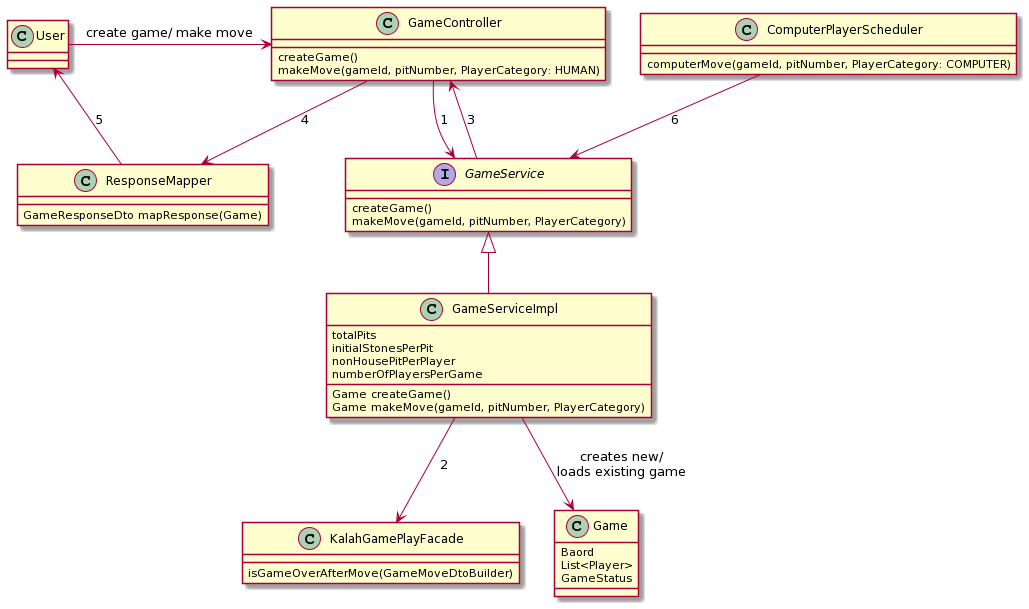 C User
create game/ make move
C GameController
createGame()
makeMove(gameId, pitNumber, PlayerCategory: HUMAN)
C ComputerPlayerScheduler
computerMove(gameId, pitNumber, PlayerCategory: COMPUTER)
5
4
1
3
6
C ResponseMapper
GameResponseDto mapResponse(Game)
I GameService
createGame()
makeMove(gameId, pitNumber, PlayerCategory)
C GameServiceImpl
totalPits
initialStonesPerPit
nonHousePitPerPlayer
numberOfPlayersPerGame
Game createGame()
Game makeMove(gameId, pitNumber, PlayerCategory)
2
creates new/
loads existing game
C KalahGamePlayFacade
isGameOverAfterMove(GameMoveDtoBuilder)
C Game
Baord
List<Player>
GameStatus